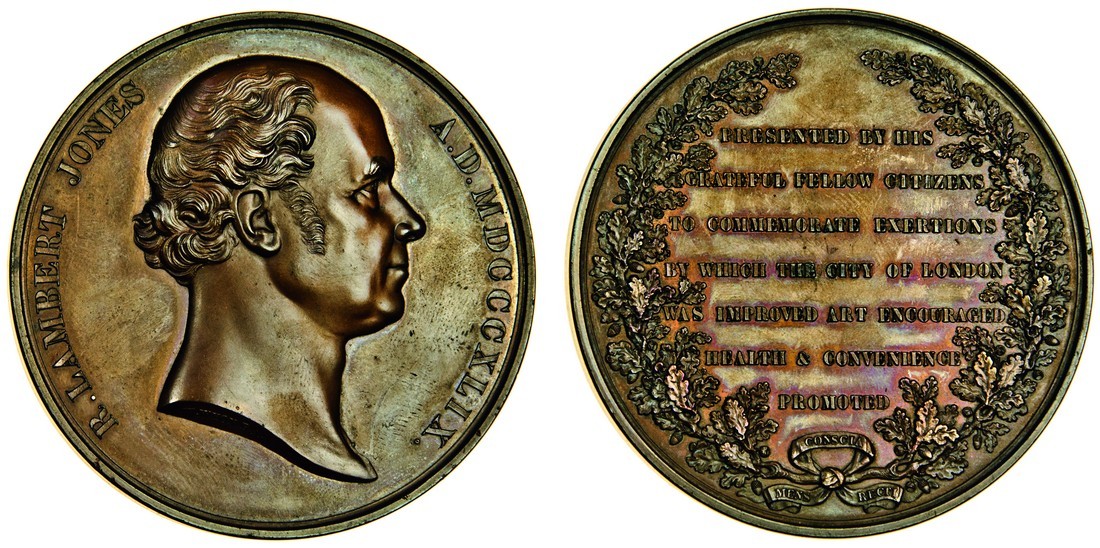 R. LAMBERT JONES
A.D. MDCCCXLIX
PRESENTED BY HIS
GRATEFUL FELLOW CITIZENS
TO COMMEMORATE EXERTIONS
BY WHICH THE CITY OF LONDON
WAS IMPROVED ART ENCOURAGED
HEALTH & CONVENIENCE
PROMOTED
CONSCIA
MENS RECTI